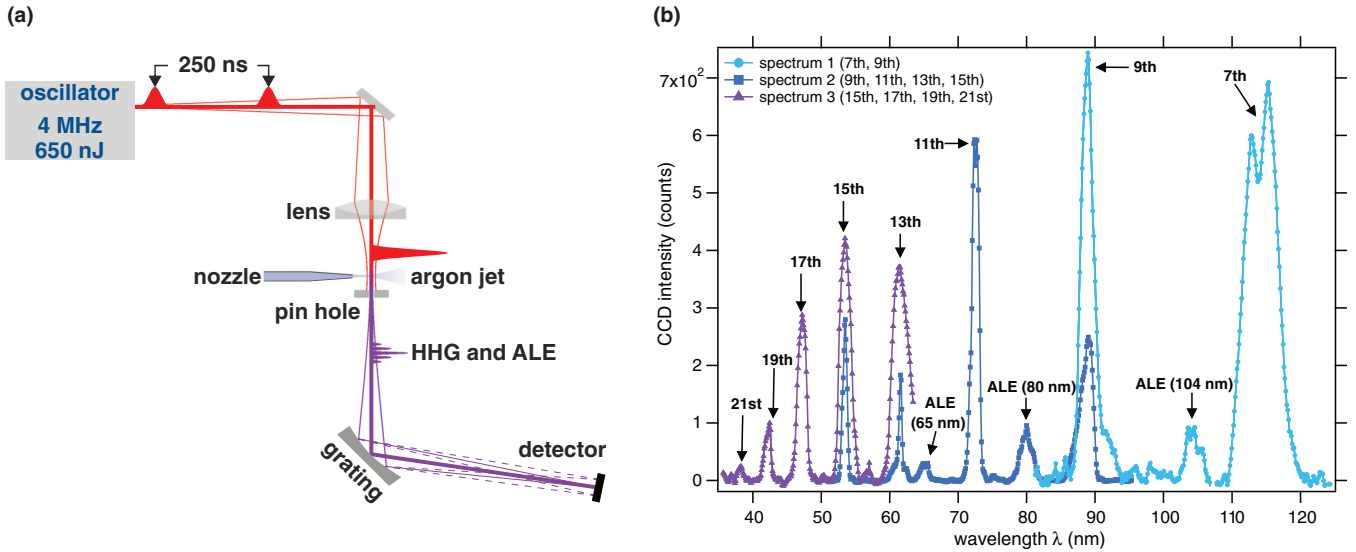 (a)
250 ns
oscillator
4 MHz
650 nJ
lens
nozzle
argon jet
pin hole
HHG and ALE
grating
detector
(b)
spectrum 1 (7th, 9th)
spectrum 2 (9th, 11th, 13th, 15th)
spectrum 3 (15th, 17th, 19th, 21st)
9th
7th
11th
15th
13th
17th
19th
21st
ALE
(65 nm)
ALE (80 nm)
ALE (104 nm)
CCD intensity (counts)
7x10²
6
5
4
3
2
1
0
40 50 60 70 80 90 100 110 120
wavelength λ (nm)